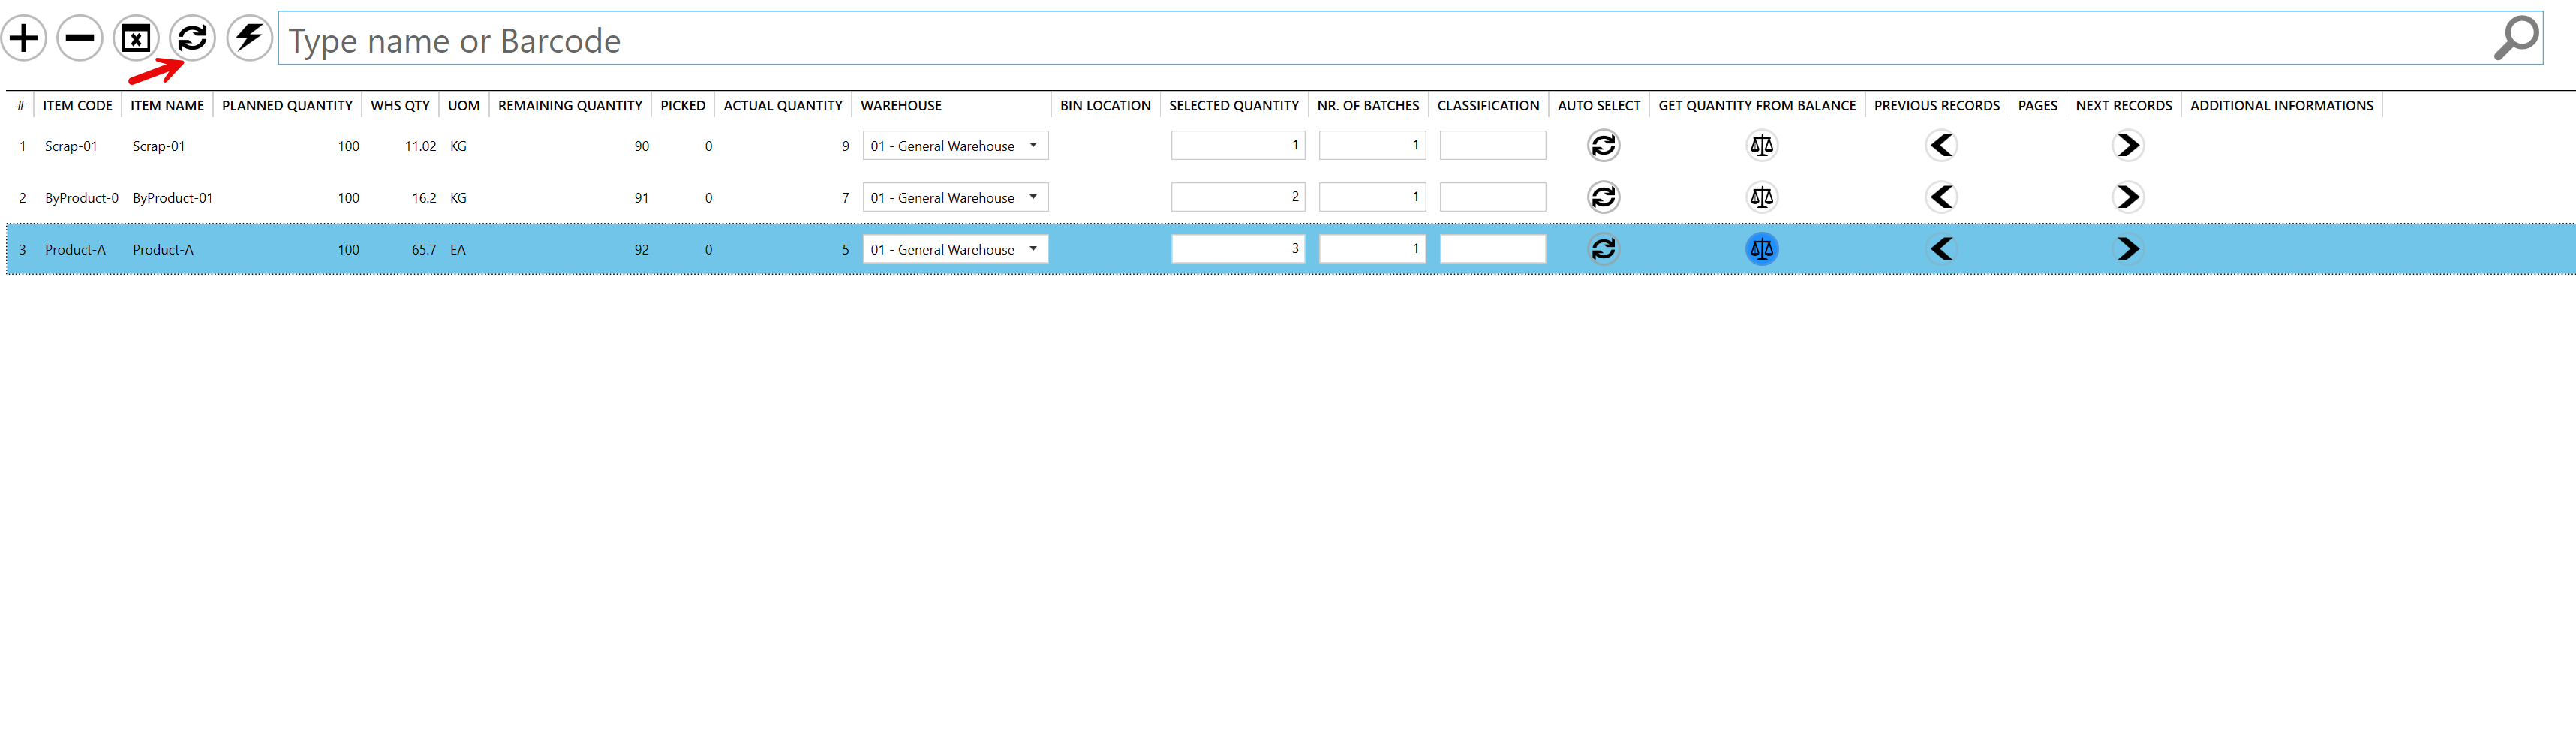 Type name or Barcode
# ITEM CODE ITEM NAME PLANNED QUANTITY WHS QTY UOM REMAINING QUANTITY PICKED ACTUAL QUANTITY WAREHOUSE BIN LOCATION SELECTED QUANTITY NR. OF BATCHES CLASSIFICATION AUTO SELECT GET QUANTITY FROM BALANCE PREVIOUS RECORDS PAGES NEXT RECORDS ADDITIONAL INFORMATIONS
1 Scrap-01 Scrap-01 100 11.02 KG 90 0 9 01 - General Warehouse 1 1
2 ByProduct-0 ByProduct-01 100 16.2 KG 91 0 7 01 - General Warehouse 2 1
3 Product-A Product-A 100 65.7 EA 92 0 5 01 - General Warehouse 3 1